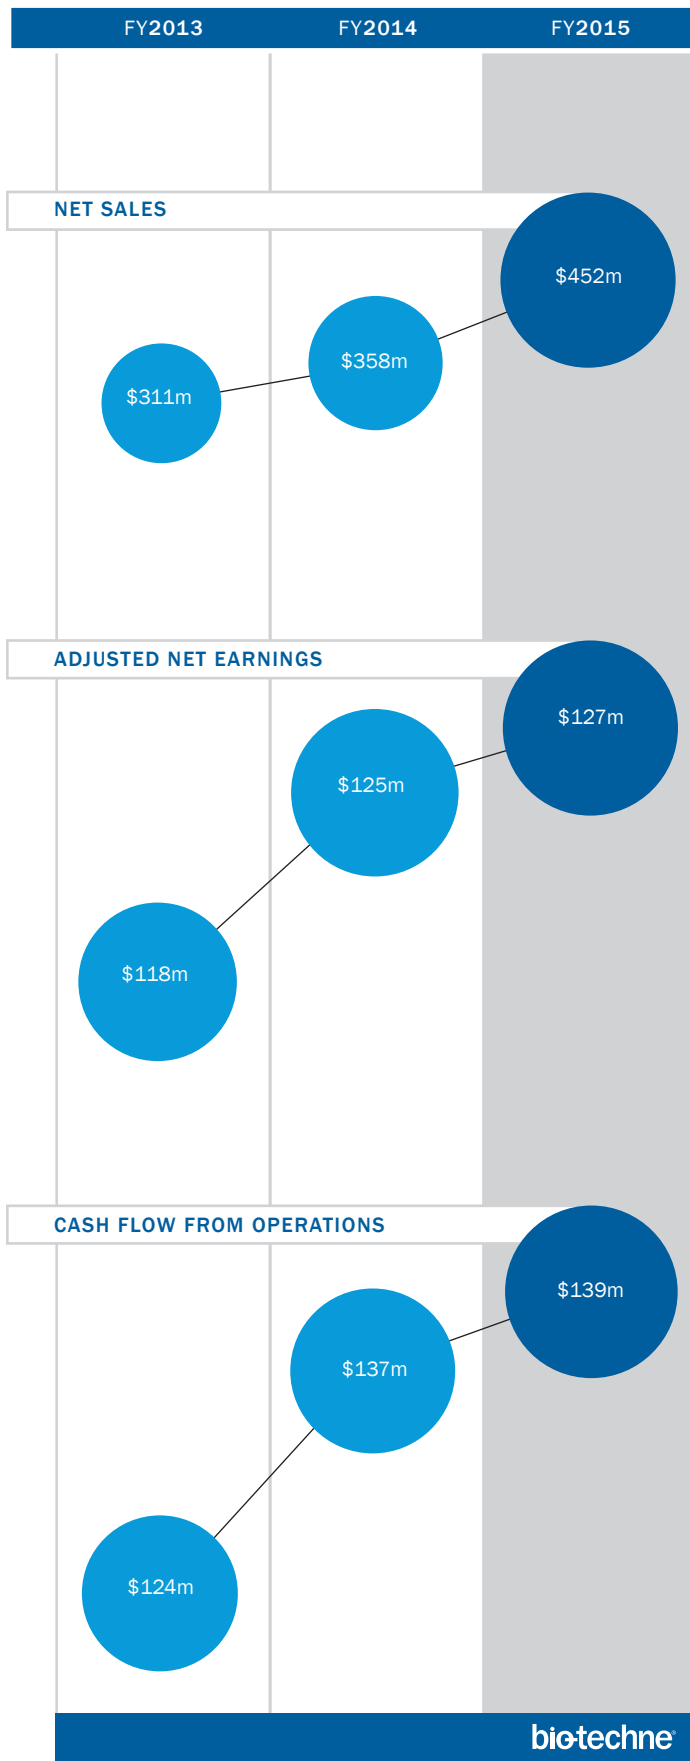 FY2013 FY2014 FY2015
NET SALES
$452m
$358m
$311m
ADJUSTED NET EARNINGS
$127m
$125m
$118m
CASH FLOW FROM OPERATIONS
$139m
$137m
$124m
bio-techne®